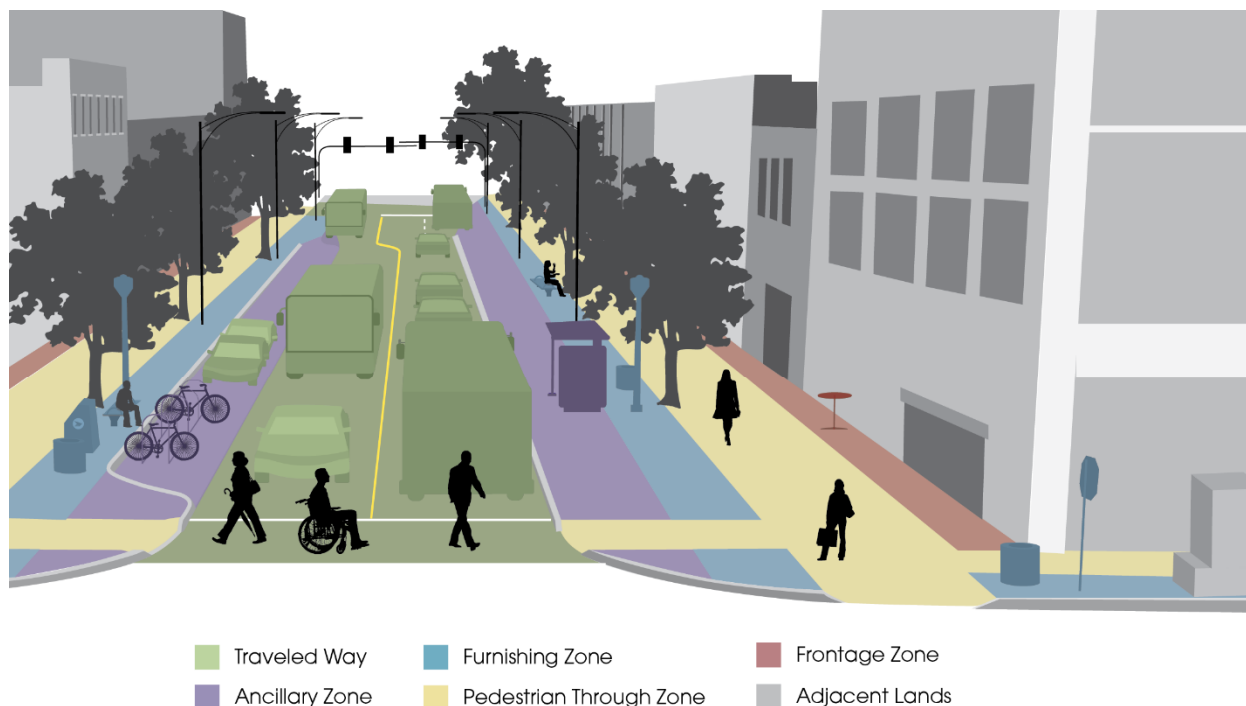 Traveled Way
Furnishing Zone
Frontage Zone
Ancillary Zone
Pedestrian Through Zone
Adjacent Lands